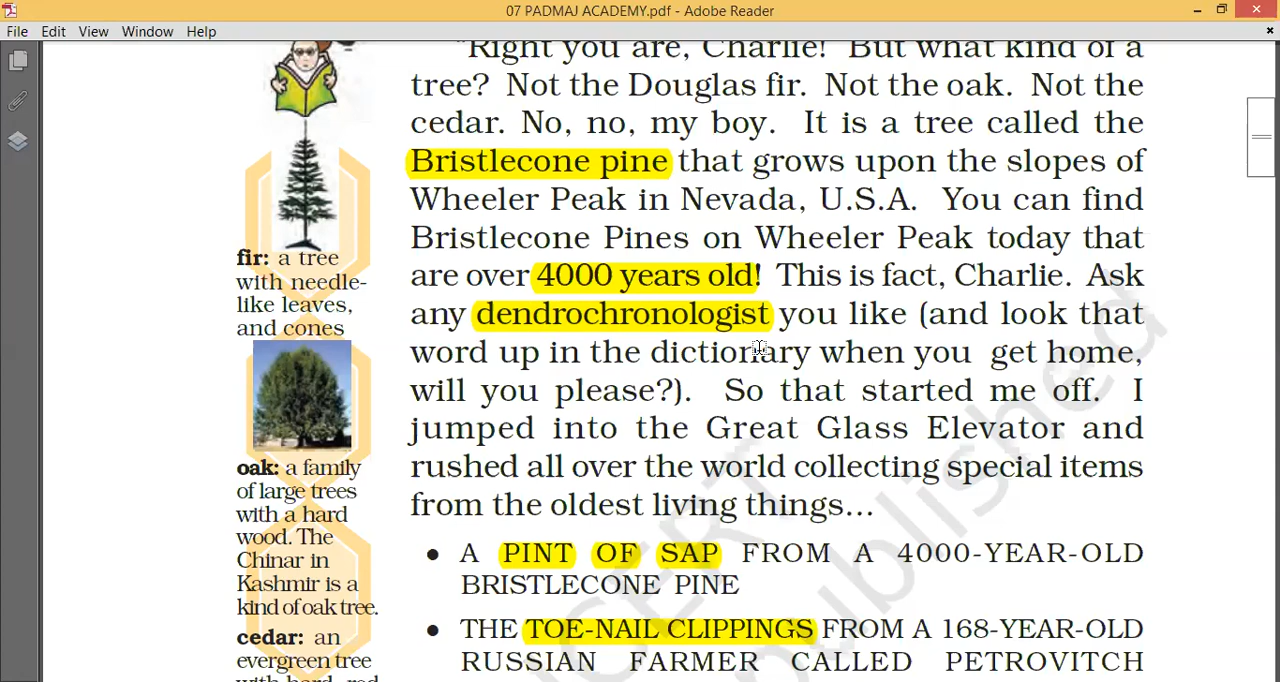 07 PADMAJ ACADEMY.pdf - Adobe Reader
File Edit View Window Help
"Right you are, Charlie! But what kind of a
tree? Not the Douglas fir. Not the oak. Not the
cedar. No, no, my boy. It is a tree called the
Bristlecone pine that grows upon the slopes of
Wheeler Peak in Nevada, U.S.A. You can find
Bristlecone Pines on Wheeler Peak today that
are over 4000 years old! This is fact, Charlie. Ask
any dendrochronologist you like (and look that
word up in the dictionary when you get home,
will you please?). So that started me off. I
jumped into the Great Glass Elevator and
rushed all over the world collecting special items
from the oldest living things...
• A PINT OF SAP FROM A 4000-YEAR-OLD
BRISTLECONE PINE
• THE TOE-NAIL CLIPPINGS FROM A 168-YEAR-OLD
RUSSIAN FARMER CALLED PETROVITCH
fir: a tree
with needle-
like leaves,
and cones
oak: a family
of large trees
with a hard
wood. The
Chinar in
Kashmir is a
kind of oak tree.
cedar: an
evergreen tree
with hard, red
NCERT
published